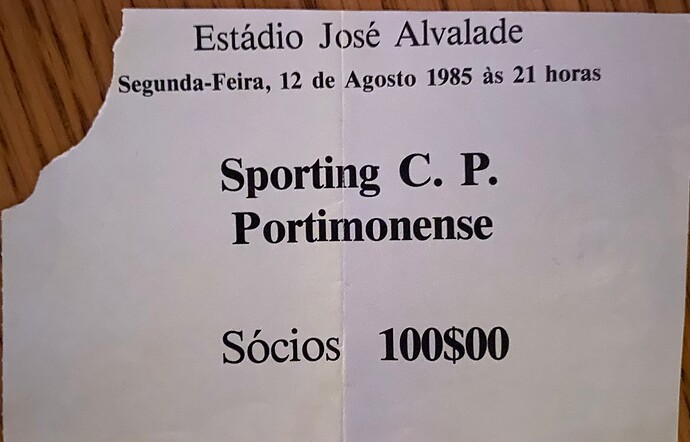 Estádio José Alvalade
Segunda-Feira, 12 de Agosto 1985 às 21 horas
Sporting C. P.
Portimonense
Sócios 100$00